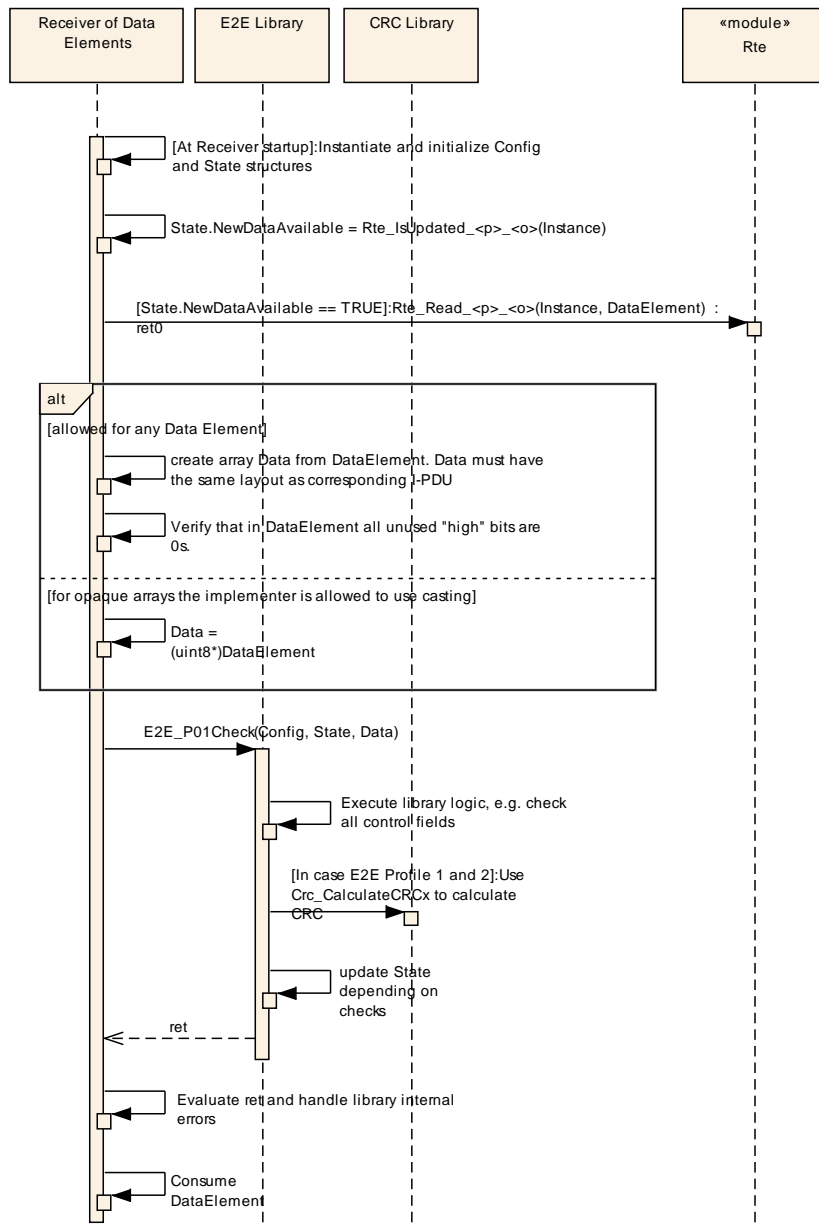 Receiver of Data
Elements
E2E Library
CRC Library
«module»
Rte
[At Receiver startup]:Instantiate and initialize Config
and State structures
State.NewDataAvailable = Rte_IsUpdated_<p>_<o>(Instance)
[State.NewDataAvailable == TRUE]:Rte_Read_<p>_<o>(Instance, DataElement) :
ret0
alt
[allowed for any Data Element]
create array Data from DataElement. Data must have
the same layout as corresponding I-PDU
Verify that in DataElement all unused "high" bits are
0s.
[for opaque arrays the implementer is allowed to use casting]
Data =
(uint8*)DataElement
E2E_P01Check(Config, State, Data)
Execute library logic, e.g. check
all control fields
[In case E2E Profile 1 and 2]:Use
Crc_CalculateCRCx to calculate
CRC
update State
depending on
checks
ret
Evaluate ret and handle library internal
errors
Consume
DataElement